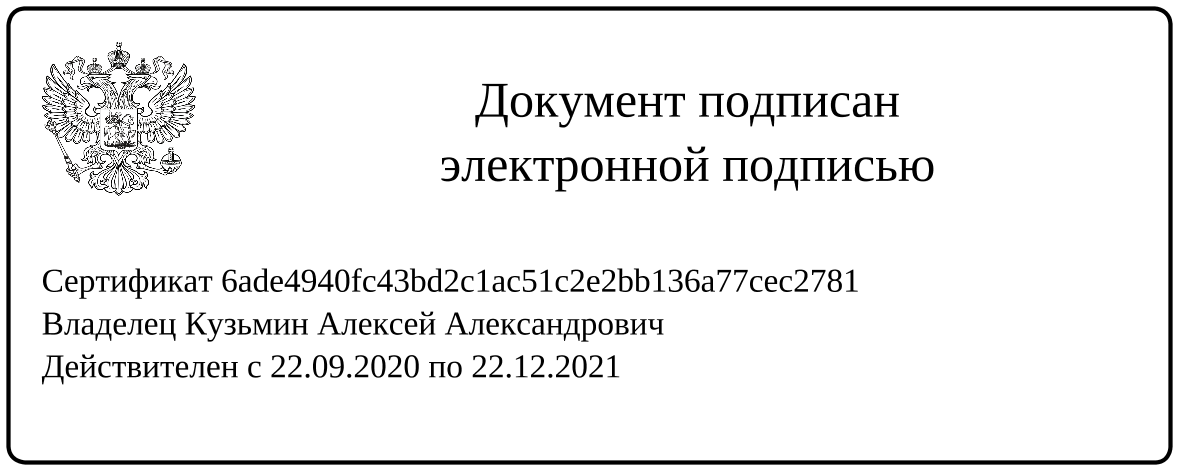 Документ подписан
электронной подписью
Сертификат 6ade4940fc43bd2c1ac51c2e2bb136a77cec2781
Владелец Кузьмин Алексей Александрович
Действителен с 22.09.2020 по 22.12.2021